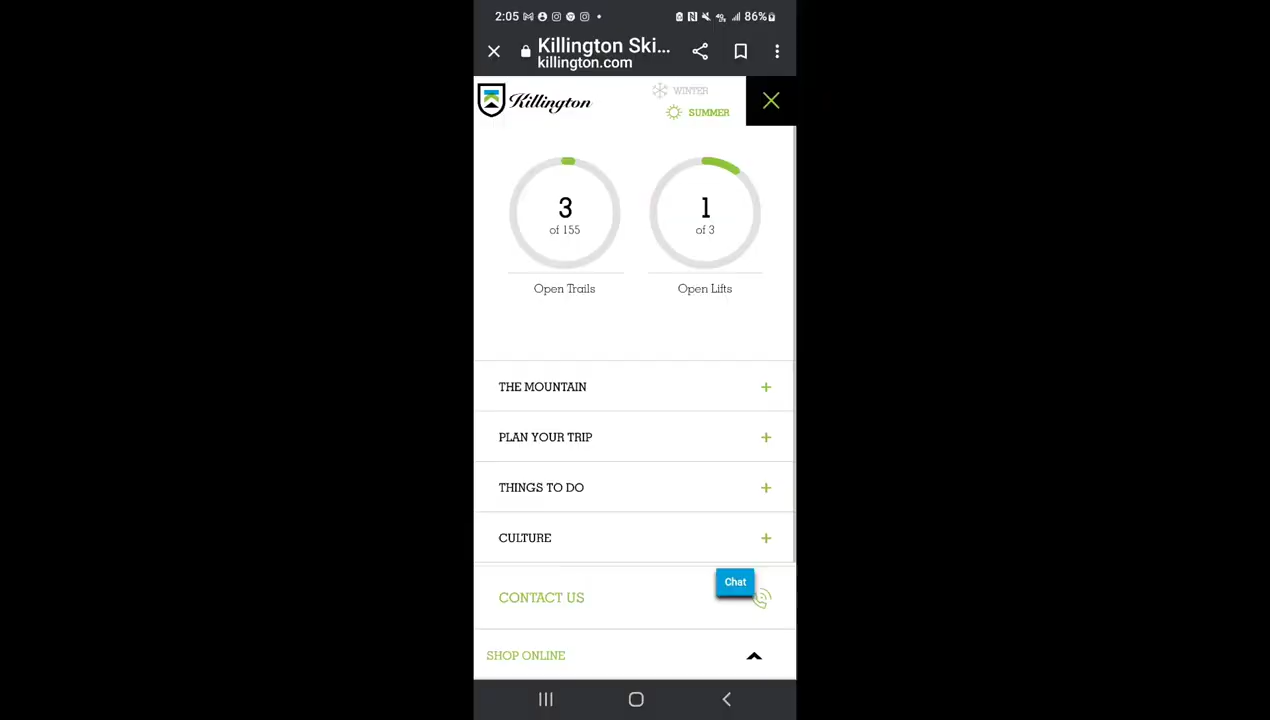 2:05
86%
Killington Ski...
killington.com
Killington
WINTER
SUMMER
3
of 155
Open Trails
1
of 3
Open Lifts
THE MOUNTAIN
PLAN YOUR TRIP
THINGS TO DO
CULTURE
Chat
CONTACT US
SHOP ONLINE